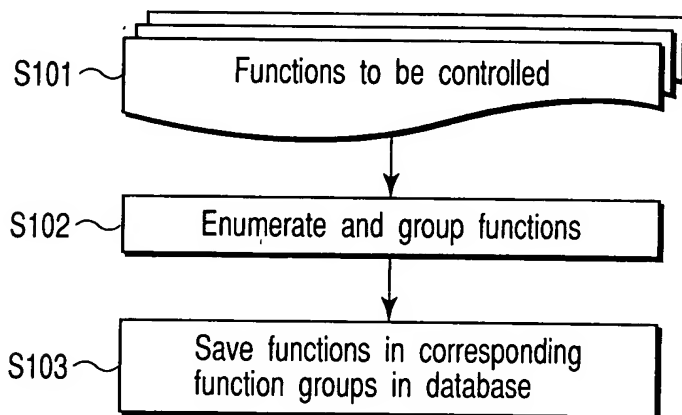 S101
Functions to be controlled
S102
Enumerate and group functions
S103
Save functions in corresponding
function groups in database